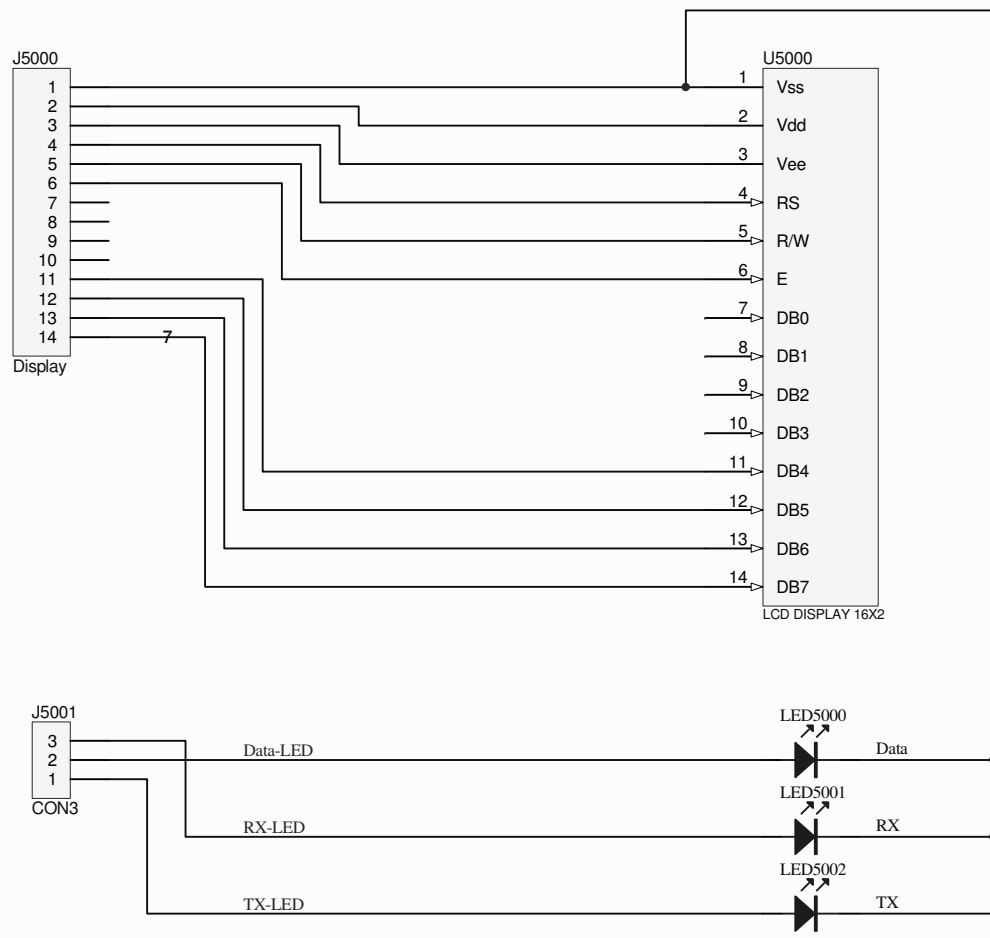 J5000
1
2
3
4
5
6
7
8
9
10
11
12
13
14
Display
7
U5000
1 Vss
2 Vdd
3 Vee
4 RS
5 R/W
6 E
7 DB0
8 DB1
9 DB2
10 DB3
11 DB4
12 DB5
13 DB6
14 DB7
LCD DISPLAY 16X2
J5001
3
2
1
CON3
LED5000
Data-LED Data
LED5001
RX-LED RX
LED5002
TX-LED TX